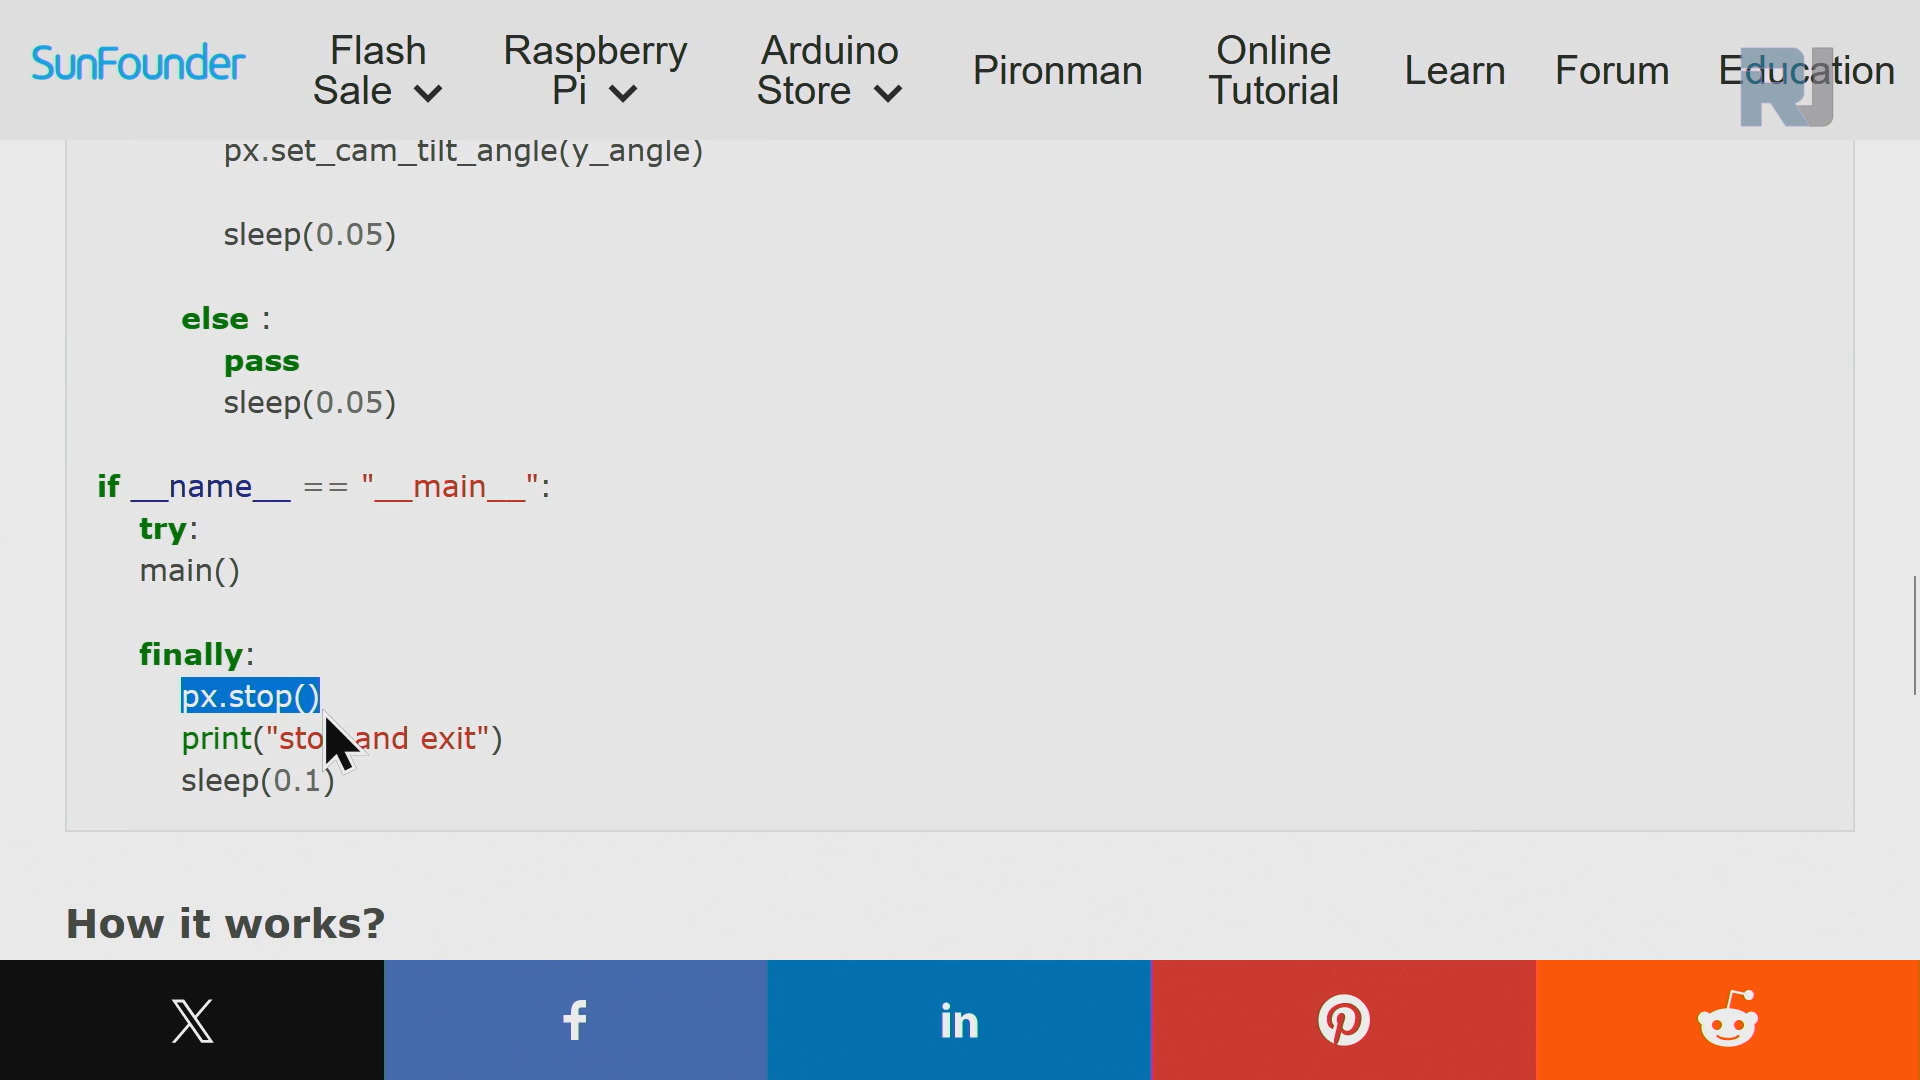 SunFounder
Flash Sale
Raspberry Pi
Arduino Store
Pironman
Online Tutorial
Learn
Forum
Education
RJ
px.set_cam_tilt_angle(y_angle)
sleep(0.05)
else :
pass
sleep(0.05)
if __name__ == "__main__":
try:
main()
finally:
px.stop()
print("sto and exit")
sleep(0.1)
How it works?
f
in